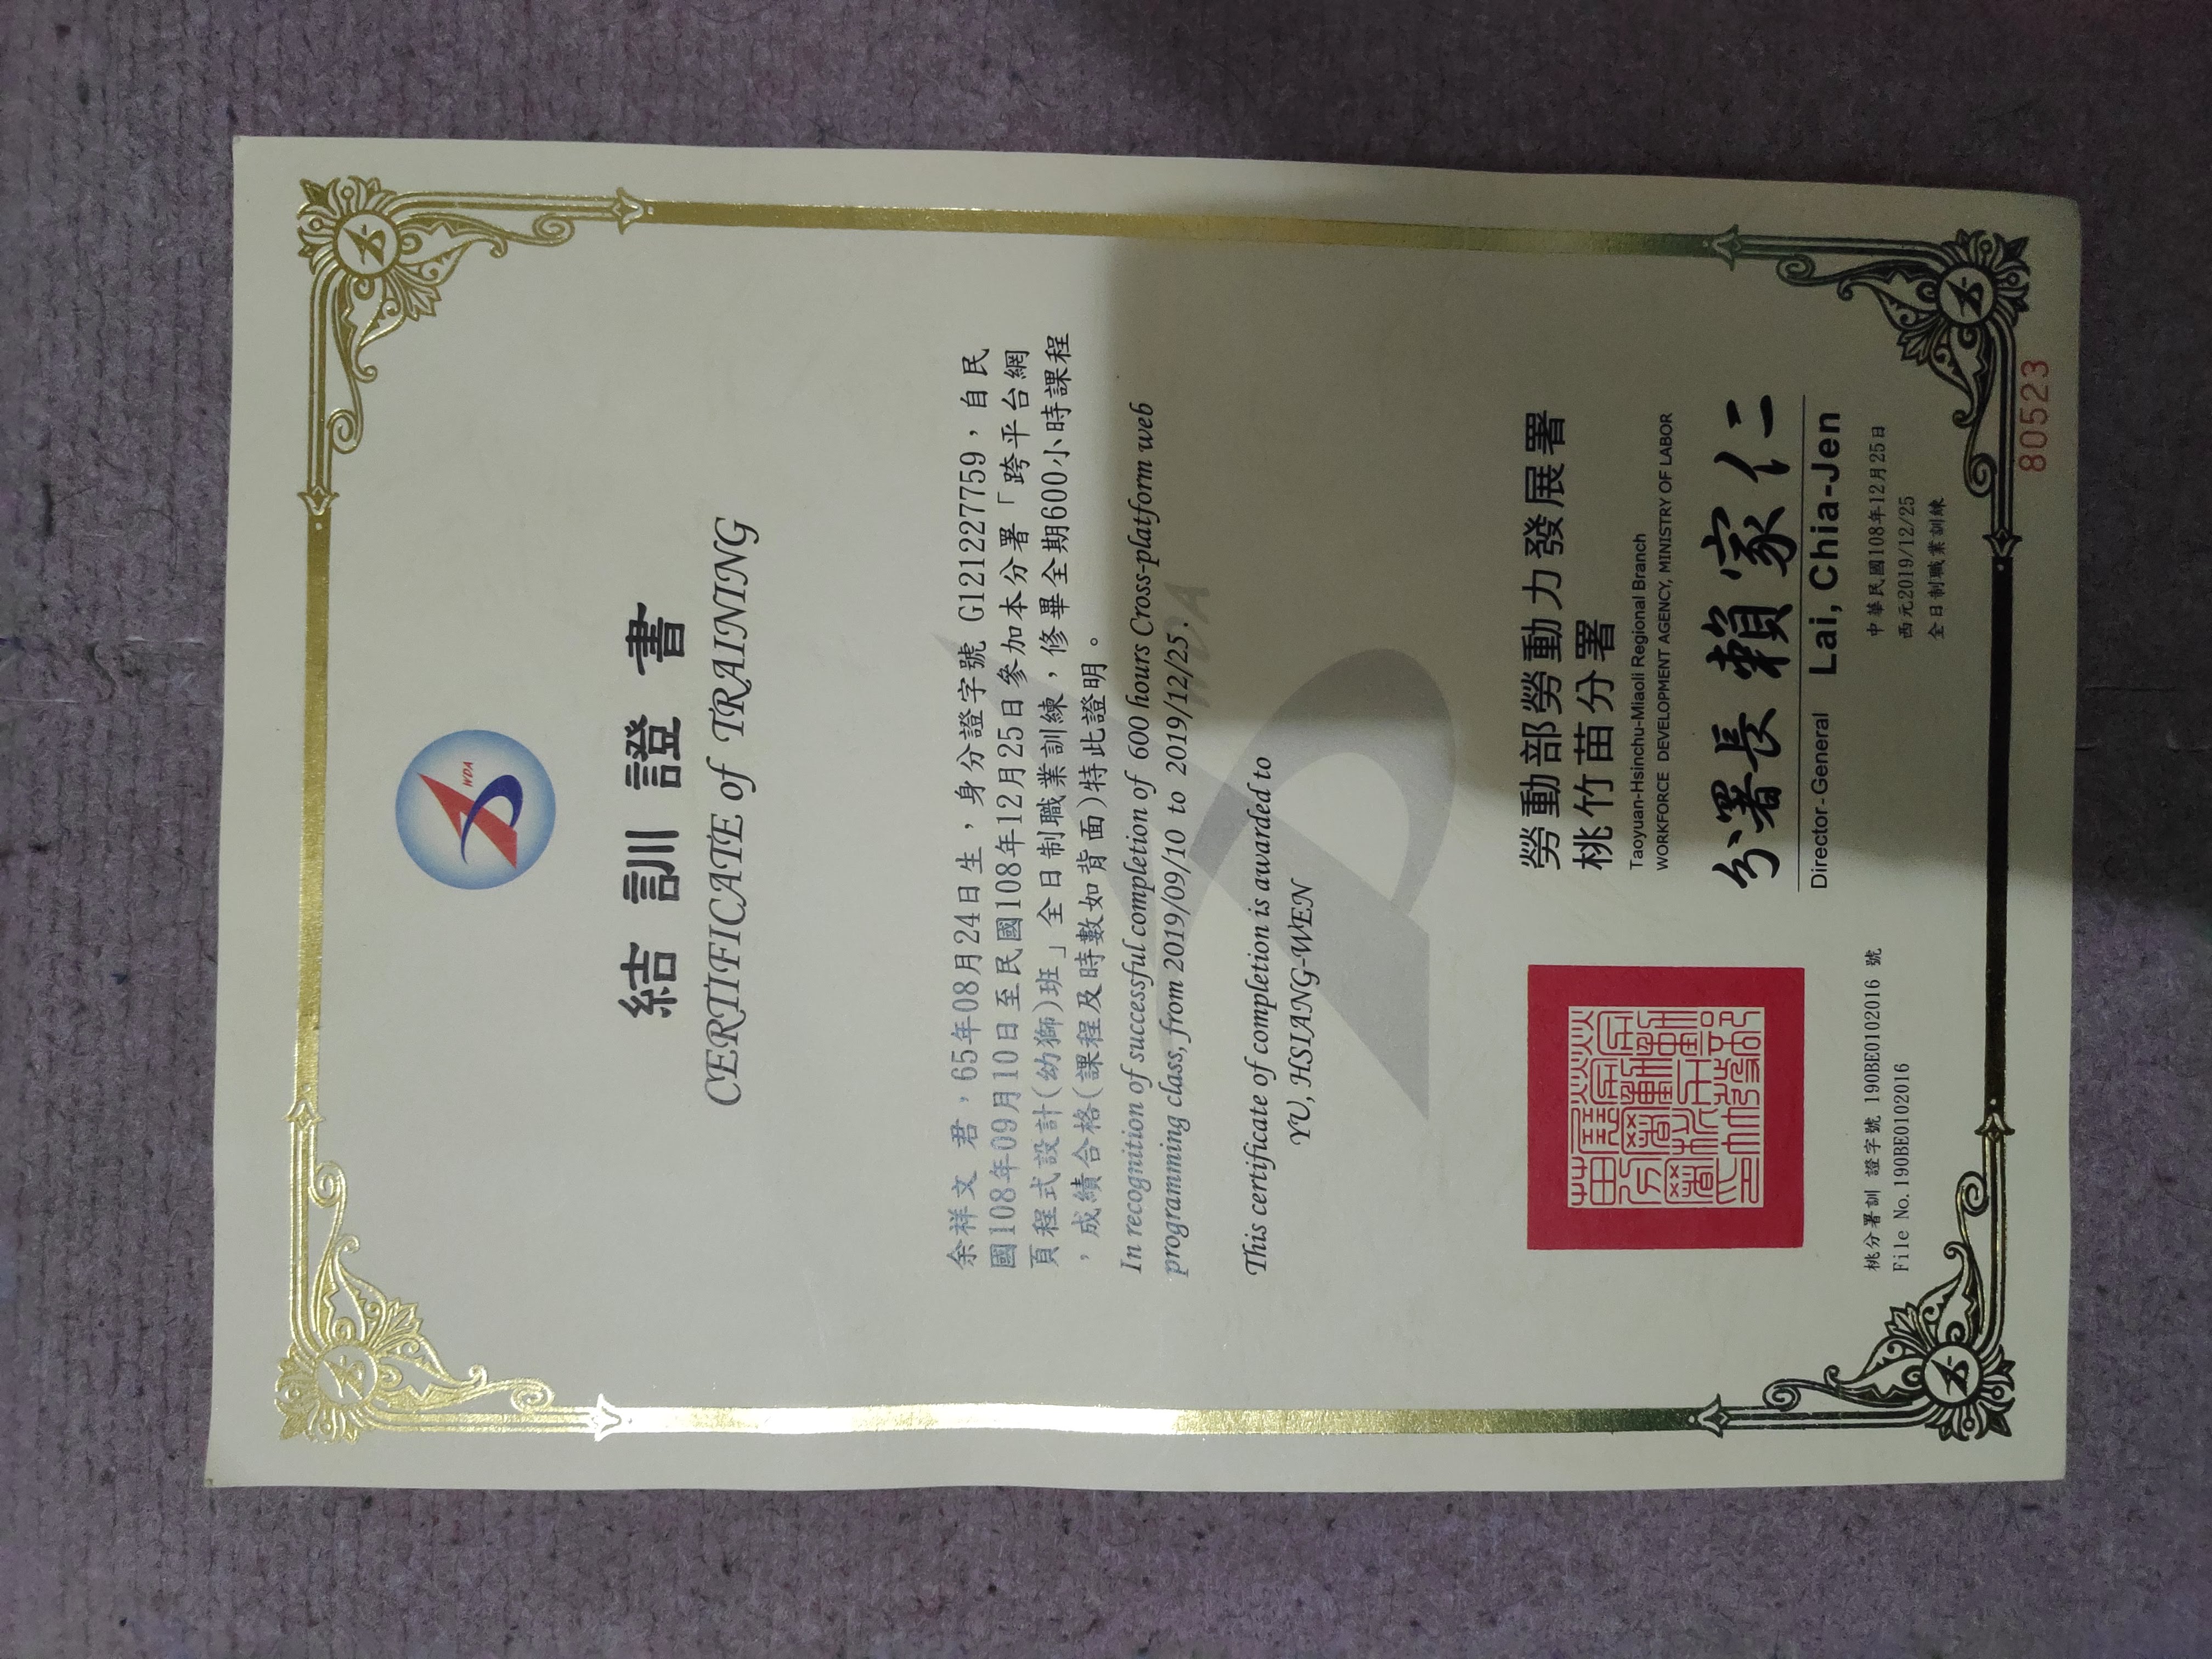 WDA
結訓證書
CERTIFICATE of TRAINING
余祥文 君，65年08月24日生，身分證字號 G121227759，自民
國108年09月10日至民國108年12月25日參加本分署「跨平台網
頁程式設計(幼獅)班」全日制職業訓練，修畢全期600小時課程
，成績合格(課程及時數如背面)特此證明。
In recognition of successful completion of 600 hours Cross-platform web
programming class, from 2019/09/10 to 2019/12/25.
WDA
This certificate of completion is awarded to
YU, HSIANG-WEN
勞動部勞動力發展署
桃竹苗分署
Taoyuan-Hsinchu-Miaoli Regional Branch
WORKFORCE DEVELOPMENT AGENCY, MINISTRY OF LABOR
分署長 賴家仁
Director-General Lai, Chia-Jen
桃分署訓 證字號 190BE0102016 號
File No. 190BE0102016
中華民國108年12月25日
西元2019/12/25
全日制職業訓練
80523